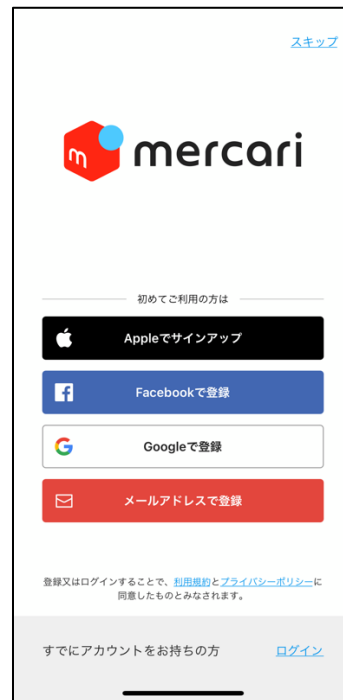 スキップ
m mercari
初めてご利用の方は
Appleでサインアップ
Facebookで登録
Googleで登録
メールアドレスで登録
登録又はログインすることで、利用規約とプライバシーポリシーに
同意したものとみなされます。
すでにアカウントをお持ちの方 ログイン